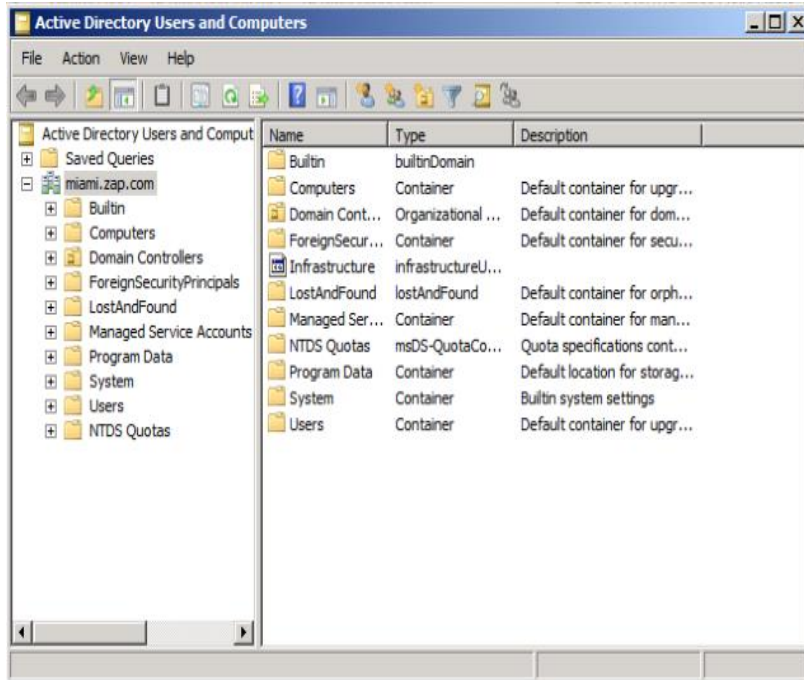 Active Directory Users and Computers
File Action View Help
Active Directory Users and Comput
Saved Queries
miami.zap.com
Builtin
Computers
Domain Controllers
ForeignSecurityPrincipals
LostAndFound
Managed Service Accounts
Program Data
System
Users
NTDS Quotas
Name Type Description
Builtin builtinDomain
Computers Container Default container for upgr...
Domain Cont... Organizational ... Default container for dom...
ForeignSecur... Container Default container for secu...
Infrastructure infrastructureU...
LostAndFound lostAndFound Default container for orph...
Managed Ser... Container Default container for man...
NTDS Quotas msDS-QuotaCo... Quota specifications cont...
Program Data Container Default location for storag...
System Container Builtin system settings
Users Container Default container for upgr...